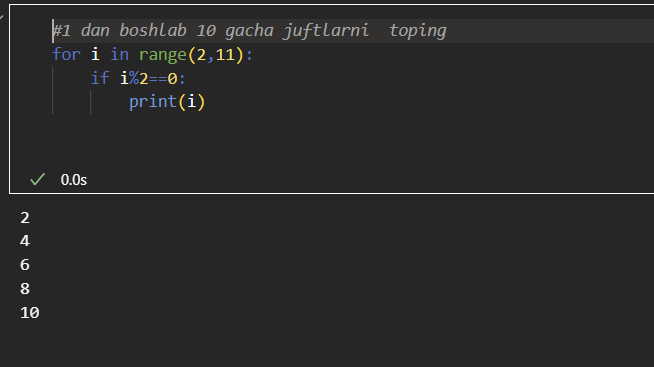 #1 dan boshlab 10 gacha juftlarni  toping
for i in range(2,11):
    if i%2==0:
        print(i)
0.0s
2
4
6
8
10